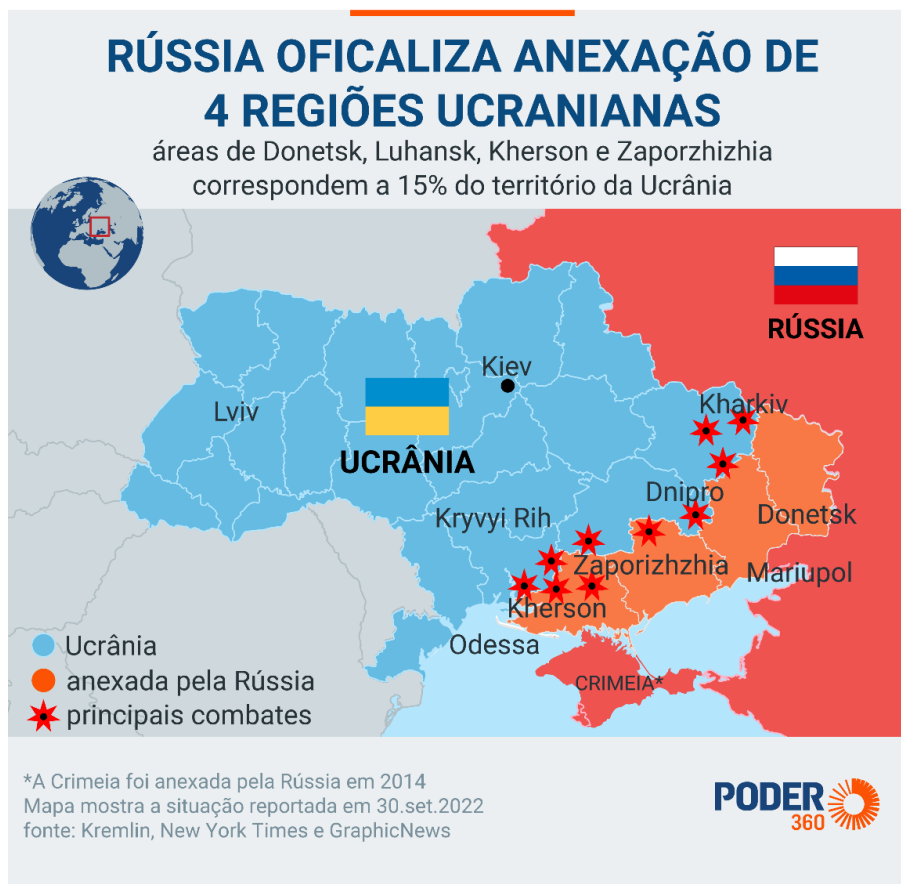 RÚSSIA OFICALIZA ANEXAÇÃO DE
4 REGIÕES UCRANIANAS
áreas de Donetsk, Luhansk, Kherson e Zaporzhizhia
correspondem a 15% do território da Ucrânia
RÚSSIA
Kiev
Lviv
Kharkiv
UCRÂNIA
Dnipro
Kryvyi Rih
Donetsk
Zaporizhzhia
Mariupol
Kherson
Odessa
CRIMEIA*
Ucrânia
anexada pela Rússia
principais combates
*A Crimeia foi anexada pela Rússia em 2014
Mapa mostra a situação reportada em 30.set.2022
fonte: Kremlin, New York Times e GraphicNews
PODER
360